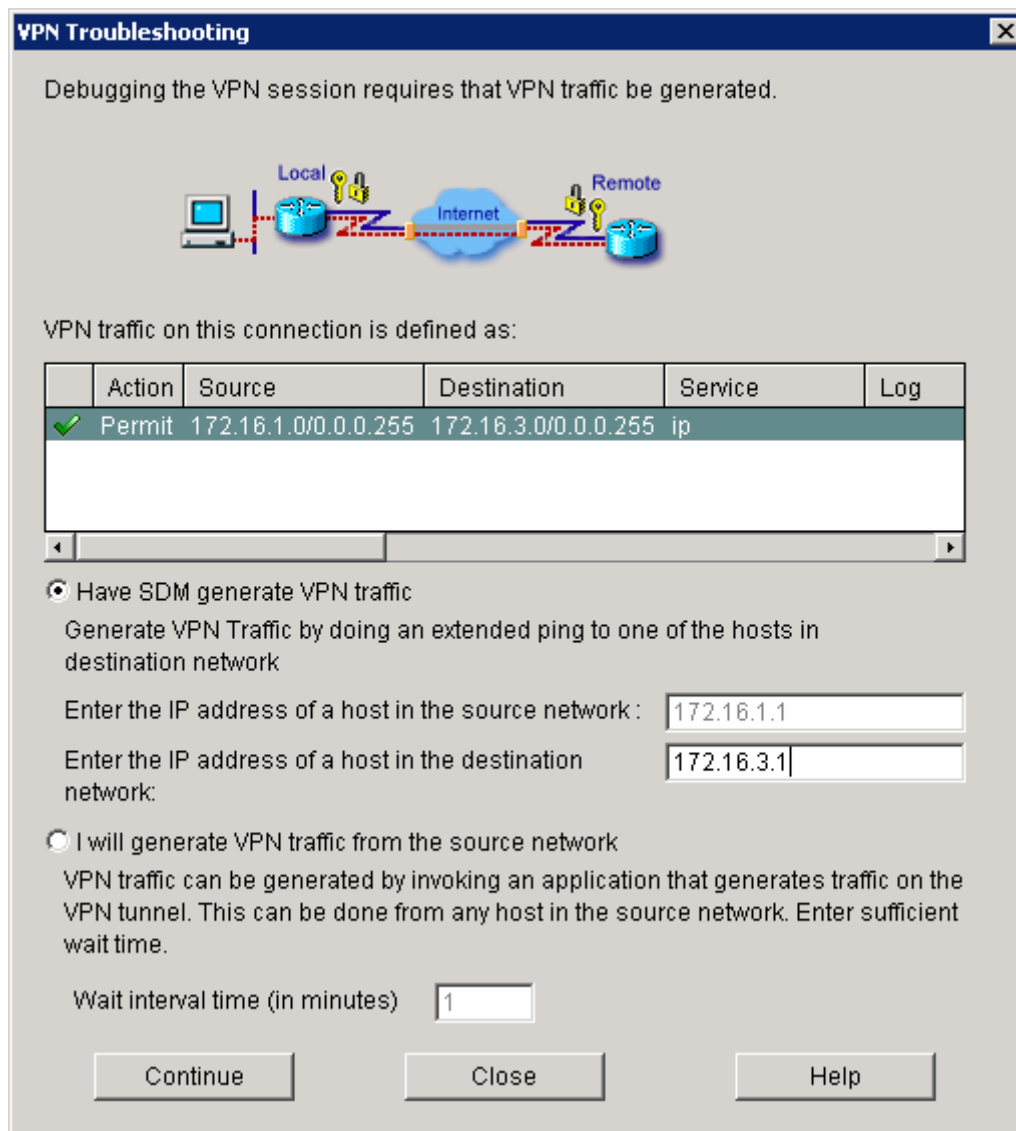 VPN Troubleshooting
Debugging the VPN session requires that VPN traffic be generated.
Local
Internet
Remote
VPN traffic on this connection is defined as:
Action Source Destination Service Log
Permit 172.16.1.0/0.0.0.255 172.16.3.0/0.0.0.255 ip
Have SDM generate VPN traffic
Generate VPN Traffic by doing an extended ping to one of the hosts in
destination network
Enter the IP address of a host in the source network : 172.16.1.1
Enter the IP address of a host in the destination
network: 172.16.3.1
I will generate VPN traffic from the source network
VPN traffic can be generated by invoking an application that generates traffic on the
VPN tunnel. This can be done from any host in the source network. Enter sufficient
wait time.
Wait interval time (in minutes) 1
Continue Close Help